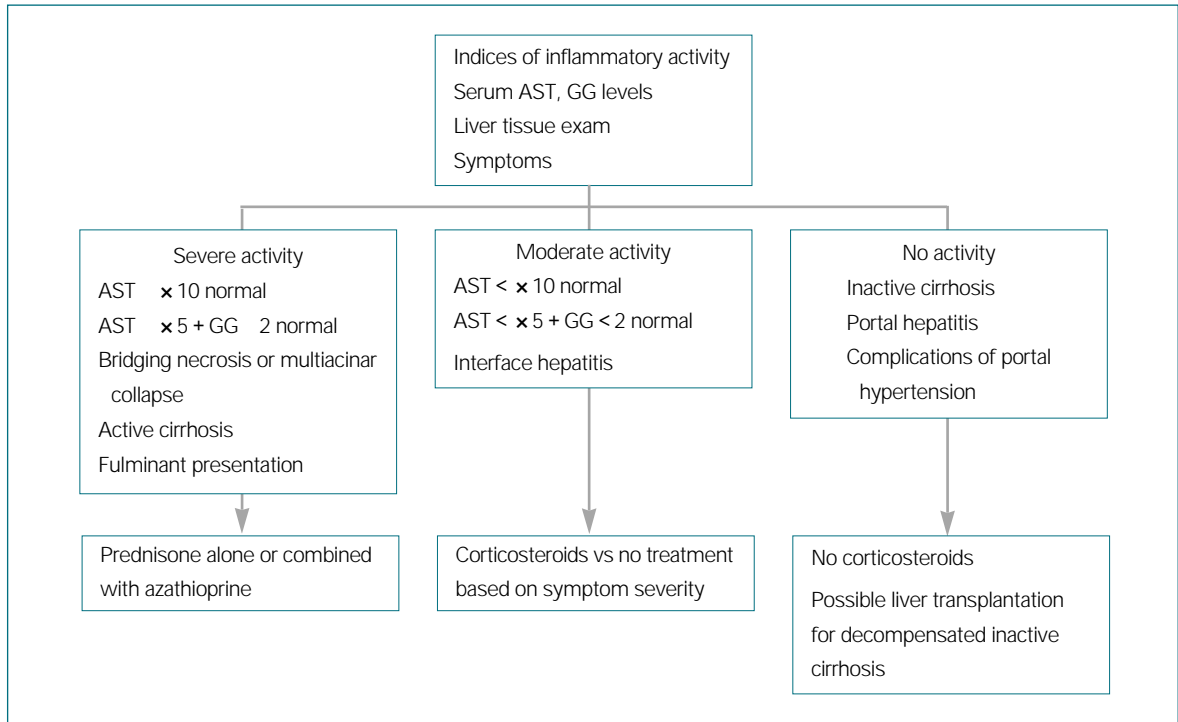 Indices of inflammatory activity
Serum AST, GG levels
Liver tissue exam
Symptoms
Severe activity
AST × 10 normal
AST × 5 + GG 2 normal
Bridging necrosis or multiacinar
collapse
Active cirrhosis
Fulminant presentation
Moderate activity
AST < × 10 normal
AST < × 5 + GG < 2 normal
Interface hepatitis
No activity
Inactive cirrhosis
Portal hepatitis
Complications of portal
hypertension
Prednisone alone or combined
with azathioprine
Corticosteroids vs no treatment
based on symptom severity
No corticosteroids
Possible liver transplantation
for decompensated inactive
cirrhosis